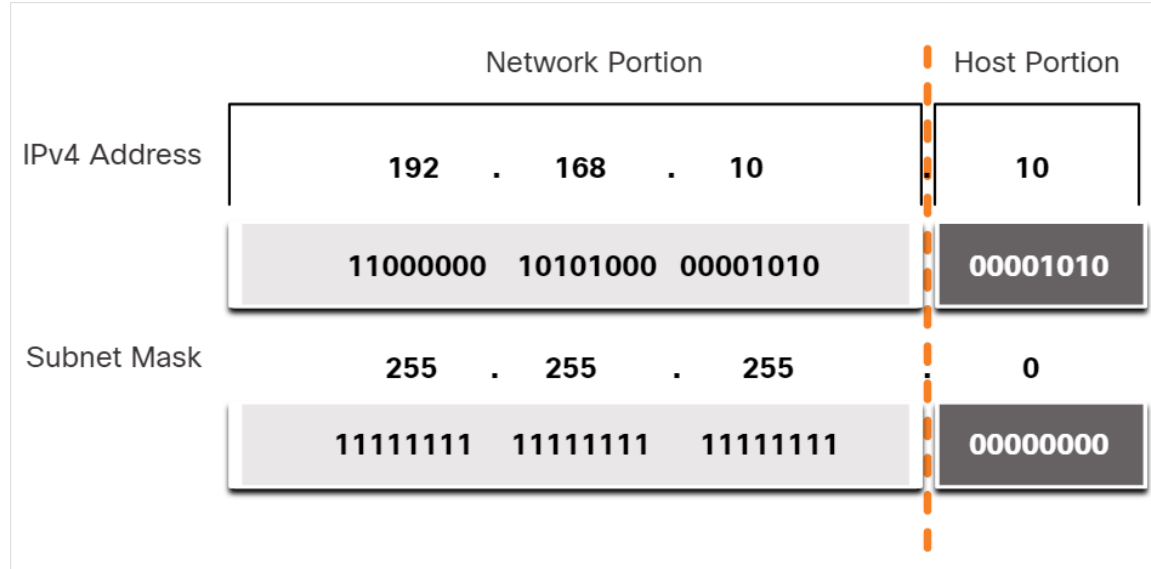 Network Portion Host Portion
IPv4 Address 192 . 168 . 10 . 10
11000000 10101000 00001010 00001010
Subnet Mask 255 . 255 . 255 . 0
11111111 11111111 11111111 00000000